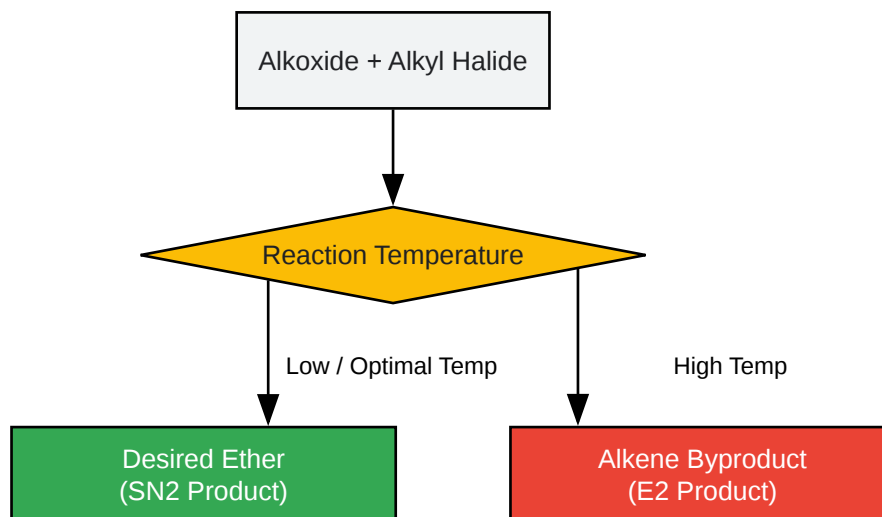 Alkoxide + Alkyl Halide
Reaction Temperature
Low / Optimal Temp
High Temp
Desired Ether
(SN2 Product)
Alkene Byproduct
(E2 Product)